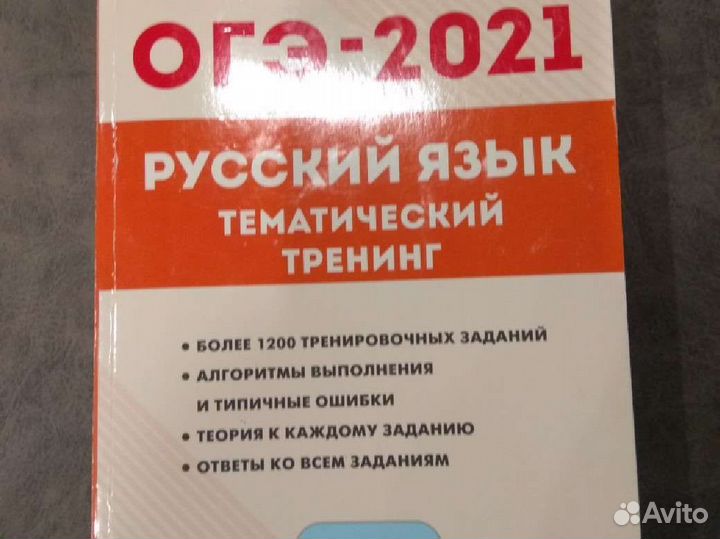 ОГЭ-2021
РУССКИЙ ЯЗЫК
ТЕМАТИЧЕСКИЙ
ТРЕНИНГ
• БОЛЕЕ 1200 ТРЕНИРОВОЧНЫХ ЗАДАНИЙ
• АЛГОРИТМЫ ВЫПОЛНЕНИЯ
И ТИПИЧНЫЕ ОШИБКИ
• ТЕОРИЯ К КАЖДОМУ ЗАДАНИЮ
• ОТВЕТЫ КО ВСЕМ ЗАДАНИЯМ
Avito